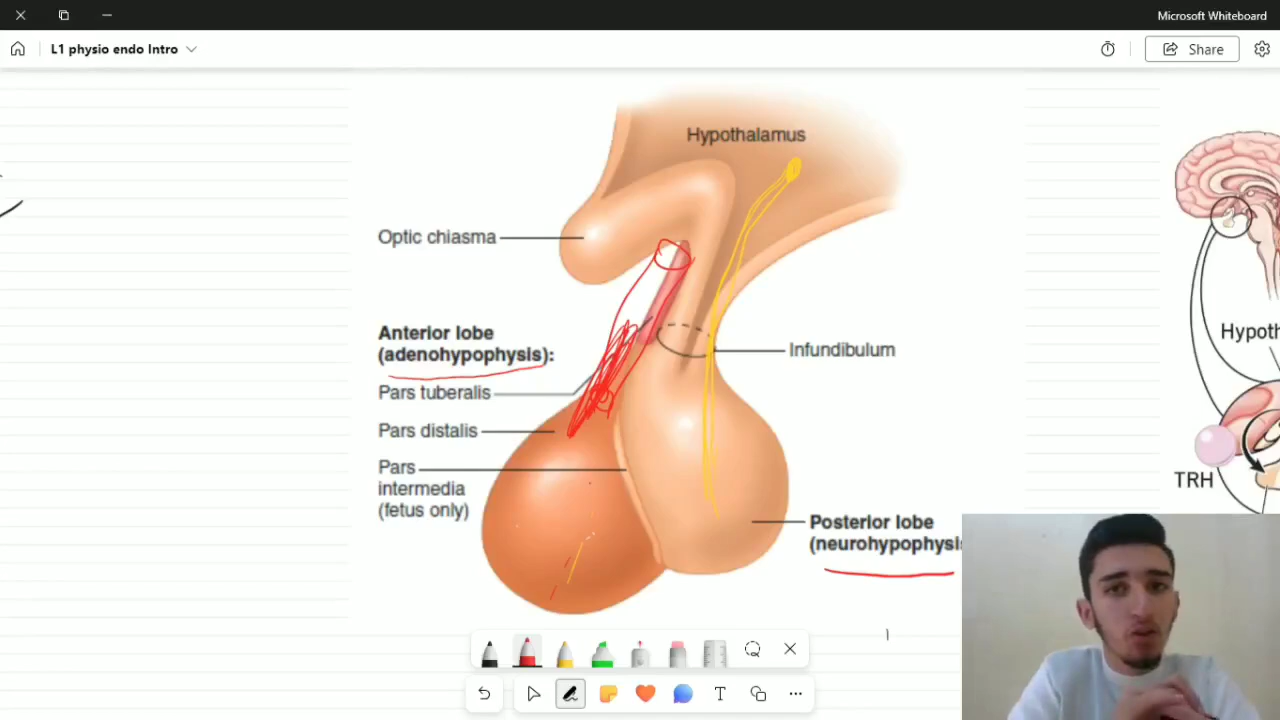 Microsoft Whiteboard
L1 physio endo Intro
Share
Hypothalamus
Optic chiasma
Anterior lobe
(adenohypophysis):
Pars tuberalis
Pars distalis
Pars
intermedia
(fetus only)
Infundibulum
Posterior lobe
(neurohypophysi
Hypoth
TRH
T